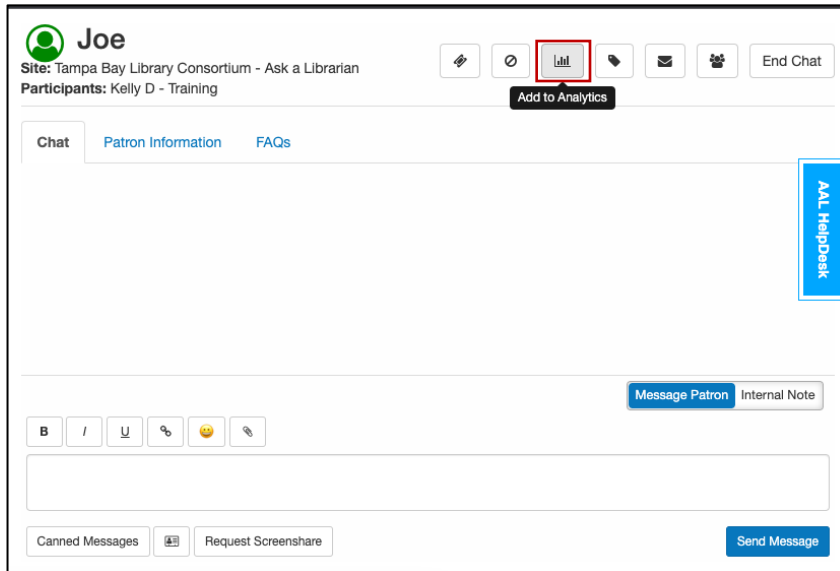 Joe
Site: Tampa Bay Library Consortium - Ask a Librarian
Participants: Kelly D - Training
End Chat
Add to Analytics
Chat Patron Information FAQs
AAL HelpDesk
Message Patron Internal Note
B I U
Canned Messages Request Screenshare Send Message